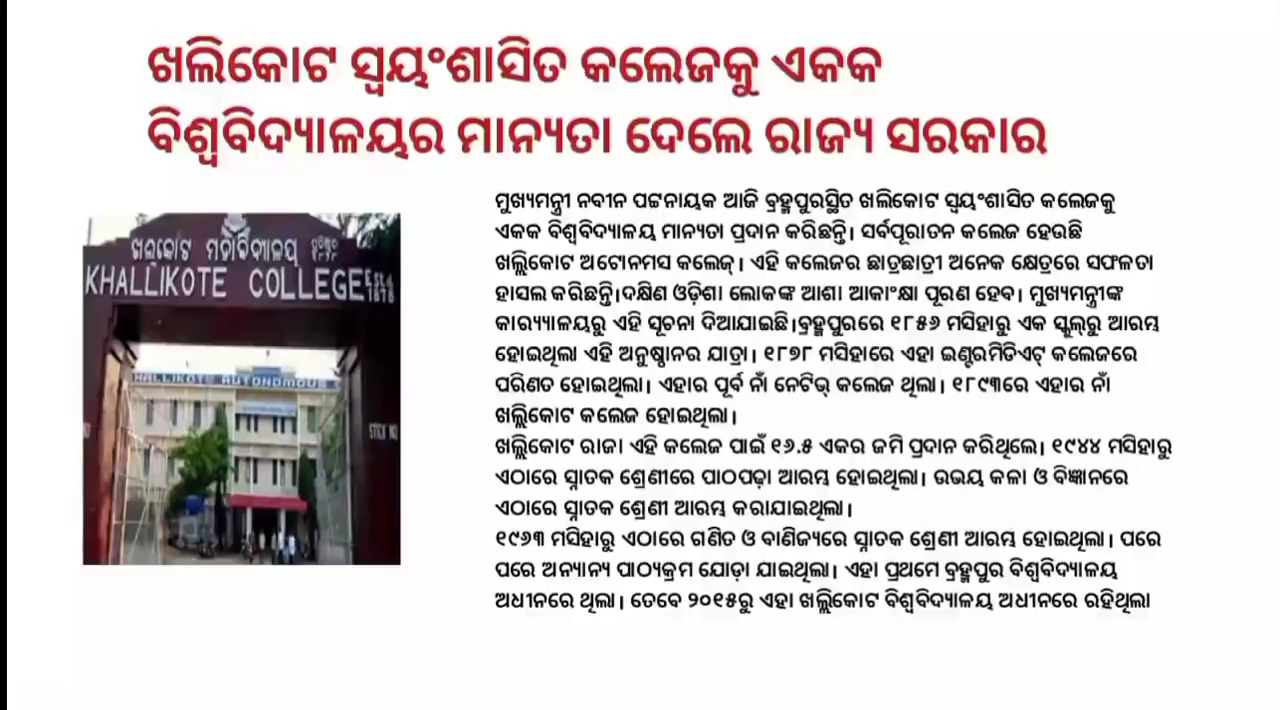 ଖଲିକୋଟ ସ୍ୱୟଂଶାସିତ କଲେଜକୁ ଏକକ
ବିଶ୍ୱବିଦ୍ୟାଳୟର ମାନ୍ୟତା ଦେଲେ ରାଜ୍ୟ ସରକାର
ମୁଖ୍ୟମନ୍ତ୍ରୀ ନବୀନ ପଟ୍ଟନାୟକ ଆଜି ବ୍ରହ୍ମପୁରସ୍ଥିତ ଖଲିକୋଟ ସ୍ୱୟଂଶାସିତ କଲେଜକୁ
ଏକକ ବିଶ୍ୱବିଦ୍ୟାଳୟ ମାନ୍ୟତା ପ୍ରଦାନ କରିଛନ୍ତି। ସର୍ବପୂରାତନ କଲେଜ ହେଉଛି
ଖଲ୍ଲିକୋଟ ଅଟୋନମସ କଲେଜ୍। ଏହି କଲେଜର ଛାତ୍ରଛାତ୍ରୀ ଅନେକ କ୍ଷେତ୍ରରେ ସଫଳତା
ହାସଲ କରିଛନ୍ତି।ଦକ୍ଷିଣ ଓଡ଼ିଶା ଲୋକଙ୍କ ଆଶା ଆକାଂକ୍ଷା ପୂରଣ ହେବ। ମୁଖ୍ୟମନ୍ତ୍ରୀଙ୍କ
କାର‌୍ୟ୍ୟାଳୟରୁ ଏହି ସୂଚନା ଦିଆଯାଇଛି।ବ୍ରହ୍ମପୁରରେ ୧୮୫୬ ମସିହାରୁ ଏକ ସ୍କୁଲ୍‌ରୁ ଆରମ୍ଭ
ହୋଇଥିଲା ଏହି ଅନୁଷ୍ଠାନର ଯାତ୍ରା। ୧୮୭୮ ମସିହାରେ ଏହା ଇଣ୍ଟରମିଡିଏଟ୍ କଲେଜରେ
ପରିଣତ ହୋଇଥିଲା। ଏହାର ପୂର୍ବ ନାଁ ନେଟିଭ୍ କଲେଜ ଥିଲା। ୧୮୯୩ରେ ଏହାର ନାଁ
ଖଲ୍ଲିକୋଟ କଲେଜ ହୋଇଥିଲା।
ଖଲ୍ଲିକୋଟ ରାଜା ଏହି କଲେଜ ପାଇଁ ୧୬.୫ ଏକର ଜମି ପ୍ରଦାନ କରିଥିଲେ। ୧୯୪୪ ମସିହାରୁ
ଏଠାରେ ସ୍ନାତକ ଶ୍ରେଣୀରେ ପାଠପଢ଼ା ଆରମ୍ଭ ହୋଇଥିଲା। ଉଭୟ କଳା ଓ ବିଜ୍ଞାନରେ
ଏଠାରେ ସ୍ନାତକ ଶ୍ରେଣୀ ଆରମ୍ଭ କରାଯାଇଥିଲା।
୧୯୬୩ ମସିହାରୁ ଏଠାରେ ଗଣିତ ଓ ବାଣିଜ୍ୟରେ ସ୍ନାତକ ଶ୍ରେଣୀ ଆରମ୍ଭ ହୋଇଥିଲା। ପରେ
ପରେ ଅନ୍ୟାନ୍ୟ ପାଠ୍ୟକ୍ରମ ଯୋଡ଼ା ଯାଇଥିଲା। ଏହା ପ୍ରଥମେ ବ୍ରହ୍ମପୁର ବିଶ୍ୱବିଦ୍ୟାଳୟ
ଅଧୀନରେ ଥିଲା। ତେବେ ୨୦୧୫ରୁ ଏହା ଖଲ୍ଲିକୋଟ ବିଶ୍ୱବିଦ୍ୟାଳୟ ଅଧୀନରେ ରହିଥିଲା
ଖଲ୍ଲିକୋଟ ମହାବିଦ୍ୟାଳୟ
KHALLIKOTE COLLEGE Estd 1878
HALLIKOTE AUTONOMOUS